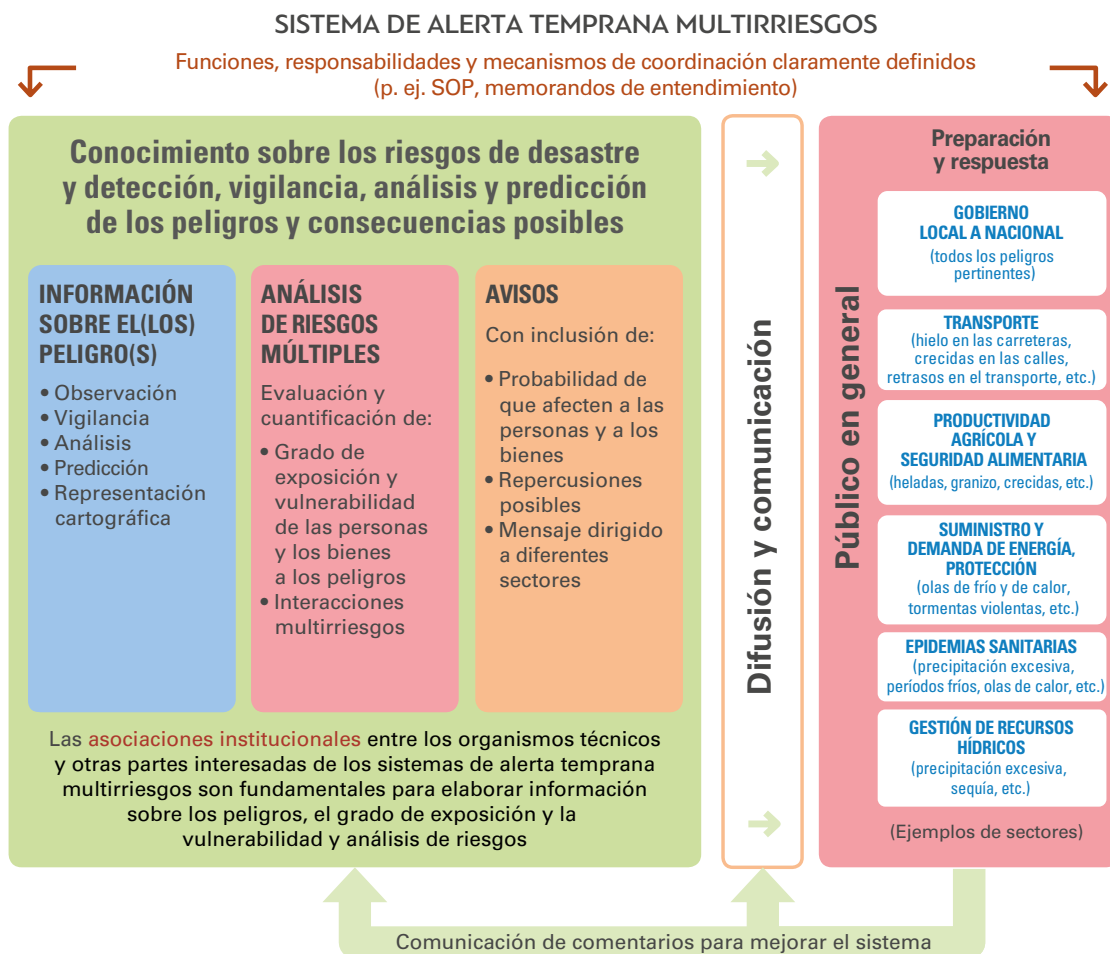 SISTEMA DE ALERTA TEMPRANA MULTIRRIESGOS
Funciones, responsabilidades y mecanismos de coordinación claramente definidos
(p. ej. SOP, memorandos de entendimiento)
Conocimiento sobre los riesgos de desastre
y detección, vigilancia, análisis y predicción
de los peligros y consecuencias posibles
INFORMACIÓN
SOBRE EL(LOS)
PELIGRO(S)
• Observación
• Vigilancia
• Análisis
• Predicción
• Representación
cartográfica
ANÁLISIS
DE RIESGOS
MÚLTIPLES
Evaluación y
cuantificación de:
• Grado de
exposición y
vulnerabilidad
de las personas
y los bienes
a los peligros
• Interacciones
multirriesgos
AVISOS
Con inclusión de:
• Probabilidad de
que afecten a las
personas y a los
bienes
• Repercusiones
posibles
• Mensaje dirigido
a diferentes
sectores
Las asociaciones institucionales entre los organismos técnicos
y otras partes interesadas de los sistemas de alerta temprana
multirriesgos son fundamentales para elaborar información
sobre los peligros, el grado de exposición y la
vulnerabilidad y análisis de riesgos
Difusión y comunicación
Público en general
Preparación
y respuesta
GOBIERNO
LOCAL A NACIONAL
(todos los peligros
pertinentes)
TRANSPORTE
(hielo en las carreteras,
crecidas en las calles,
retrasos en el transporte, etc.)
PRODUCTIVIDAD
AGRÍCOLA Y
SEGURIDAD ALIMENTARIA
(heladas, granizo, crecidas, etc.)
SUMINISTRO Y
DEMANDA DE ENERGÍA,
PROTECCIÓN
(olas de frío y de calor,
tormentas violentas, etc.)
EPIDEMIAS SANITARIAS
(precipitación excesiva,
períodos fríos, olas de calor, etc.)
GESTIÓN DE RECURSOS
HÍDRICOS
(precipitación excesiva,
sequía, etc.)
(Ejemplos de sectores)
Comunicación de comentarios para mejorar el sistema